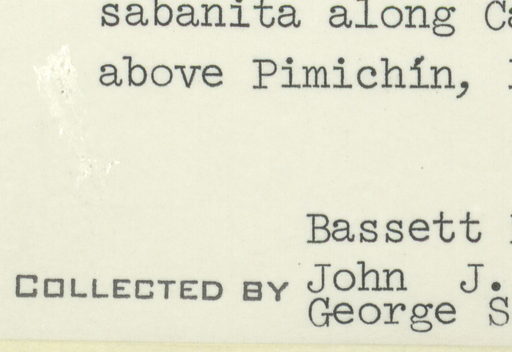 sabanita along
above Pimichín,
Bassett
COLLECTED BY John J.
George S